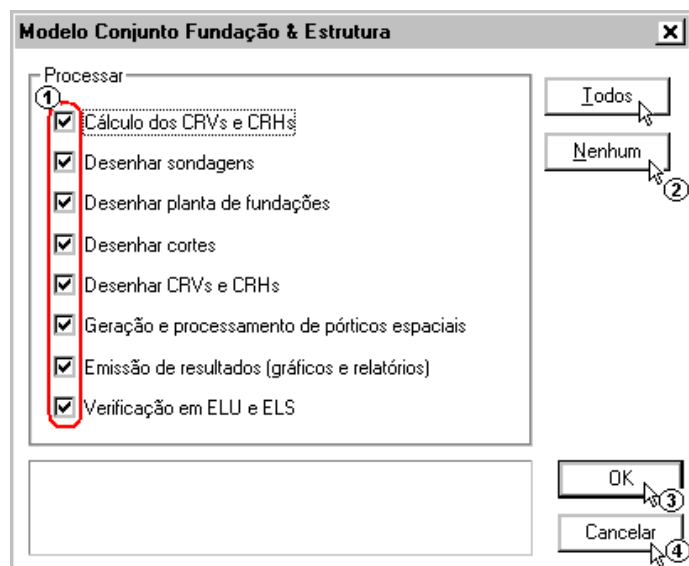 Modelo Conjunto Fundação & Estrutura
Processar
1
Cálculo dos CRVs e CRHs
Desenhar sondagens
Desenhar planta de fundações
Desenhar cortes
Desenhar CRVs e CRHs
Geração e processamento de pórticos espaciais
Emissão de resultados (gráficos e relatórios)
Verificação em ELU e ELS
Todos
Nenhum
2
OK
3
Cancelar
4